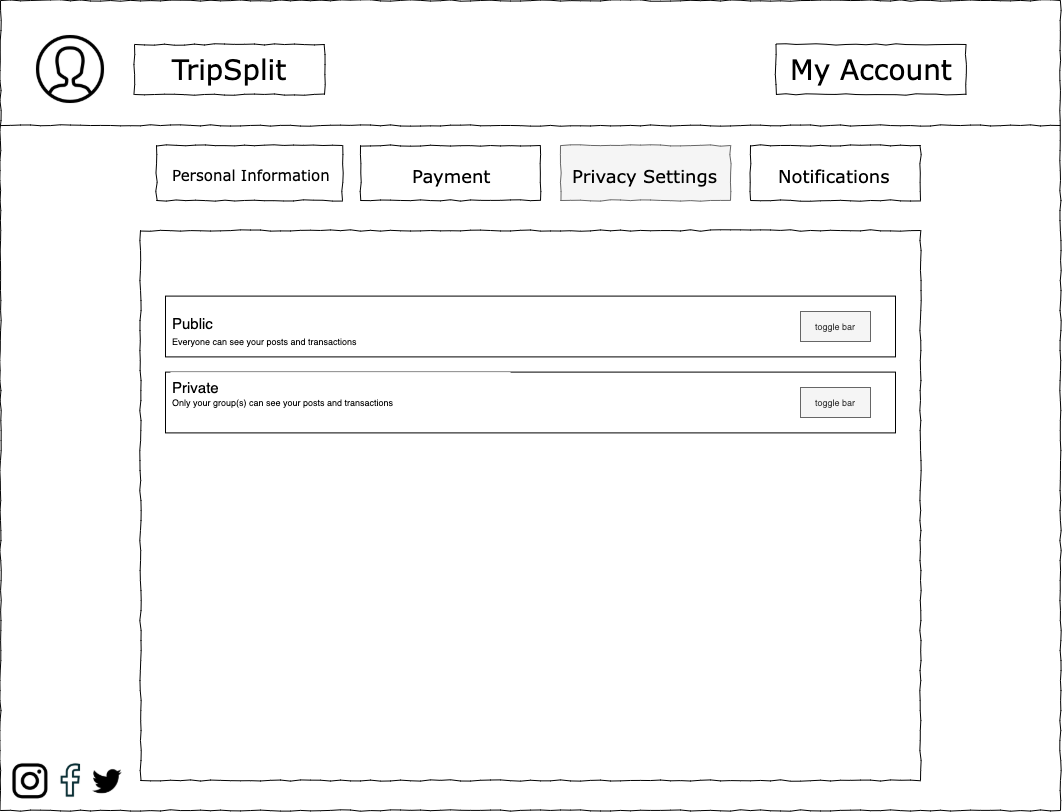 TripSplit
My Account
Personal Information
Payment
Privacy Settings
Notifications
Public
toggle bar
Everyone can see your posts and transactions
Private
Only your group(s) can see your posts and transactions
toggle bar